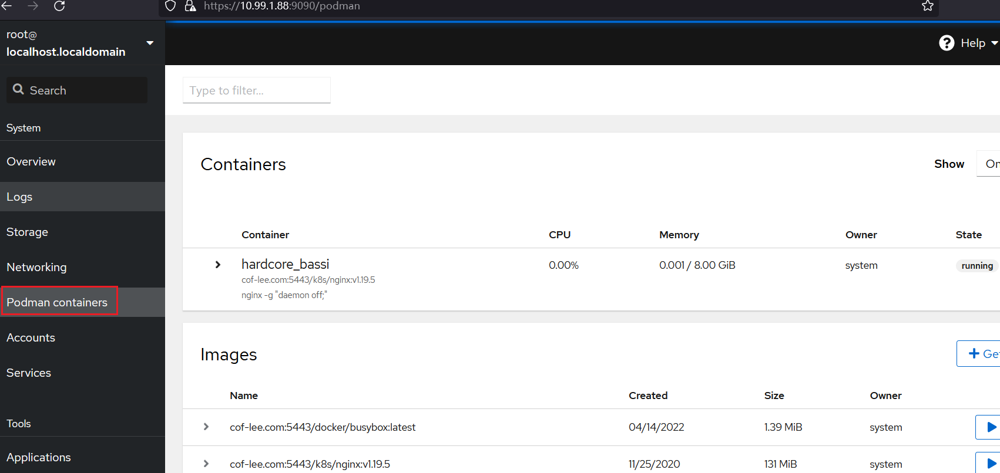 https://10.99.1.88:9090/podman
root@
localhost.localdomain
Help
Search
Type to filter...
System
Overview
Logs
Storage
Networking
Podman containers
Accounts
Services
Tools
Applications
Containers
Show
On
Container CPU Memory Owner State
hardcore_bassi 0.00% 0.001 / 8.00 GiB system running
cof-lee.com:5443/k8s/nginx:v1.19.5
nginx -g "daemon off;"
Images
Get
Name Created Size Owner
cof-lee.com:5443/docker/busybox:latest 04/14/2022 1.39 MiB system
cof-lee.com:5443/k8s/nginx:v1.19.5 11/25/2020 131 MiB system